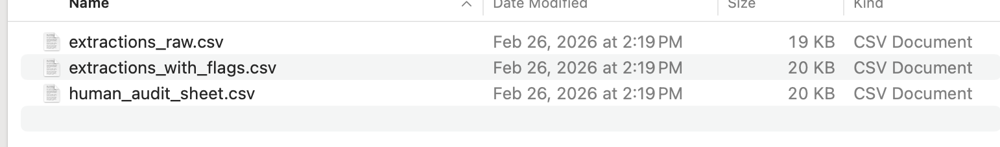 Name Date Modified Size Kind
extractions_raw.csv Feb 26, 2026 at 2:19 PM 19 KB CSV Document
extractions_with_flags.csv Feb 26, 2026 at 2:19 PM 20 KB CSV Document
human_audit_sheet.csv Feb 26, 2026 at 2:19 PM 20 KB CSV Document